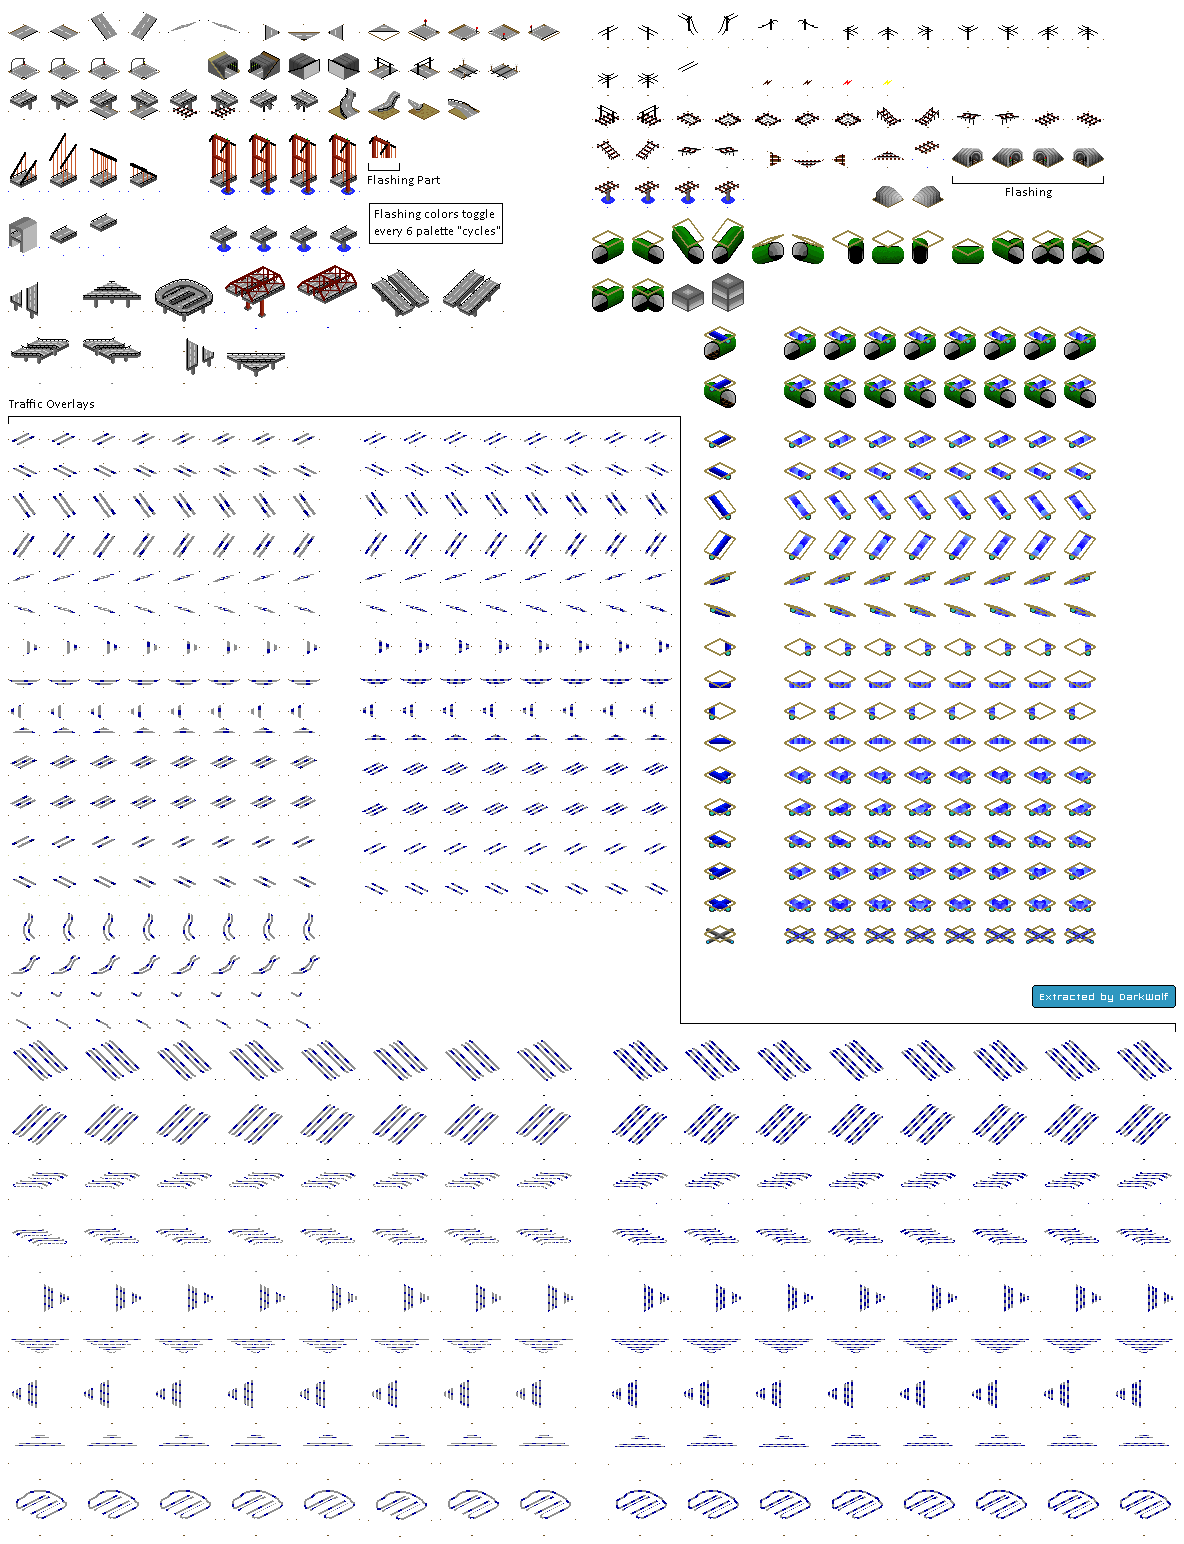 Flashing Part
Flashing
Flashing colors toggle
every 6 palette "cycles"
Traffic Overlays
Extracted by DarkWolf